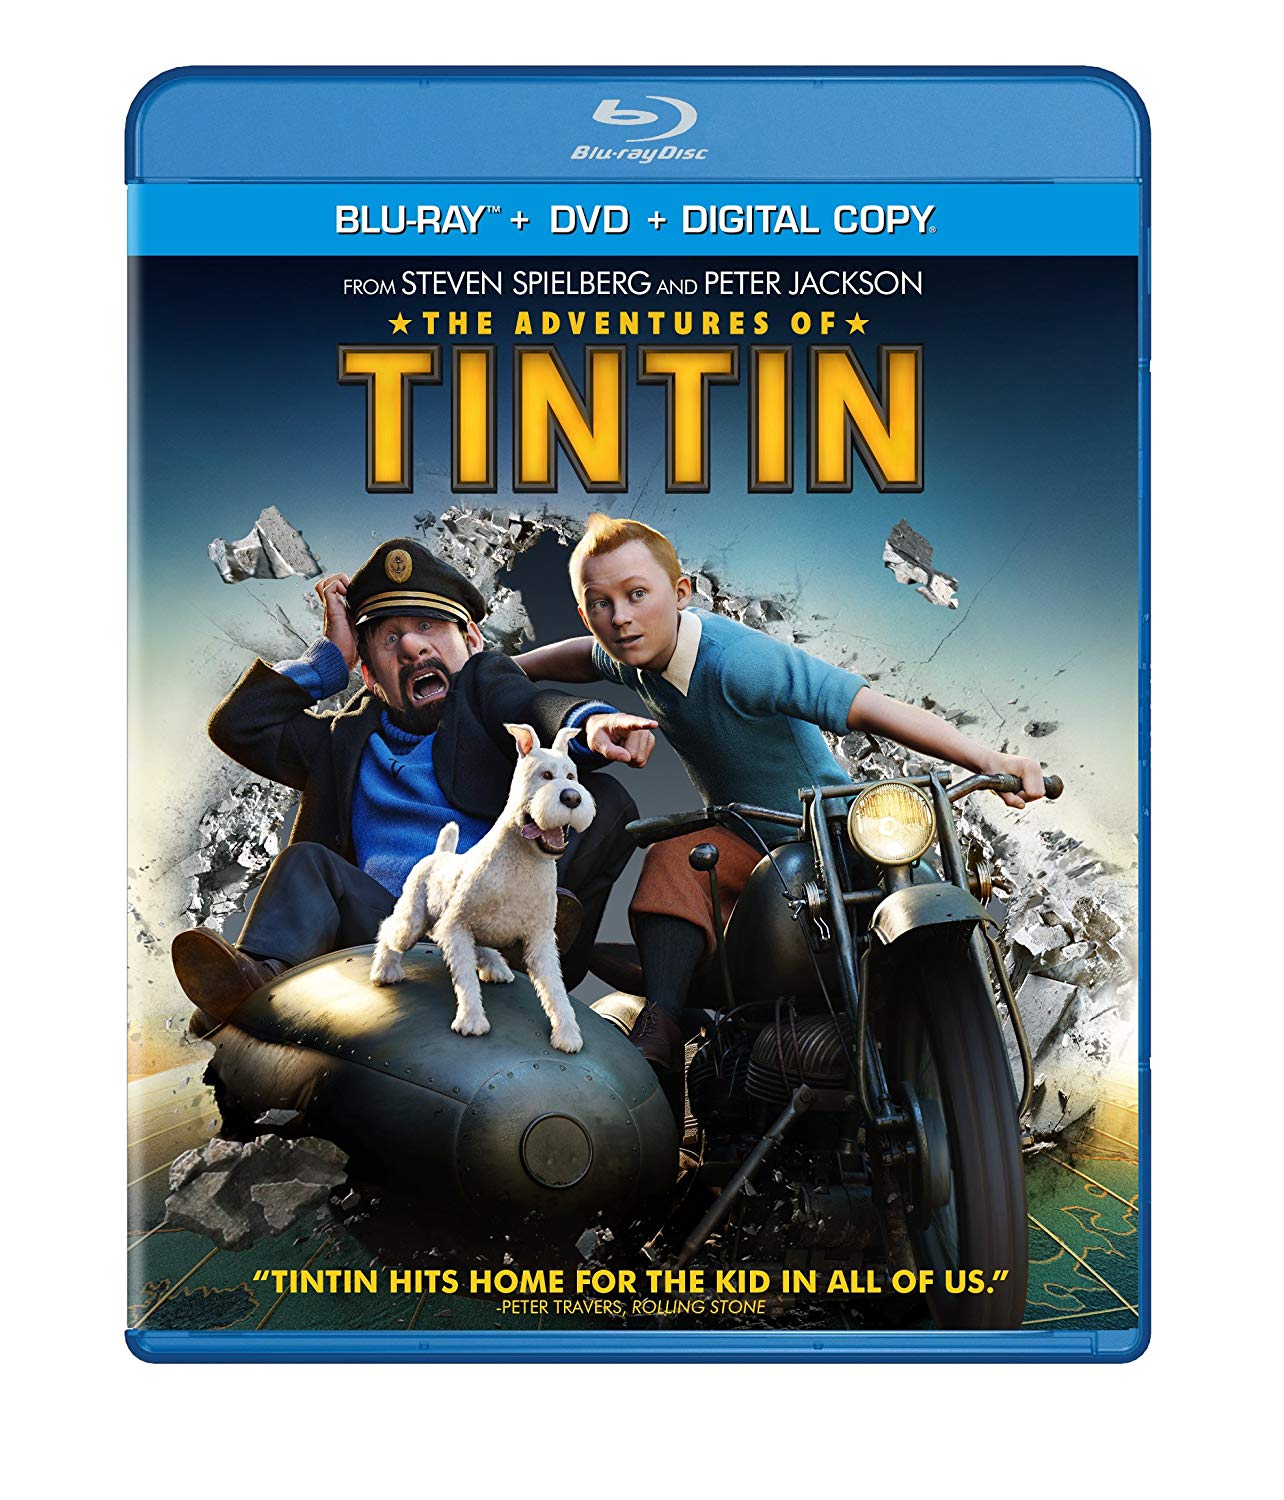 Blu-ray Disc
BLU-RAY™ + DVD + DIGITAL COPY®
FROM STEVEN SPIELBERG AND PETER JACKSON
★THE ADVENTURES OF★
TINTIN
“TINTIN HITS HOME FOR THE KID IN ALL OF US.”
-PETER TRAVERS, ROLLING STONE